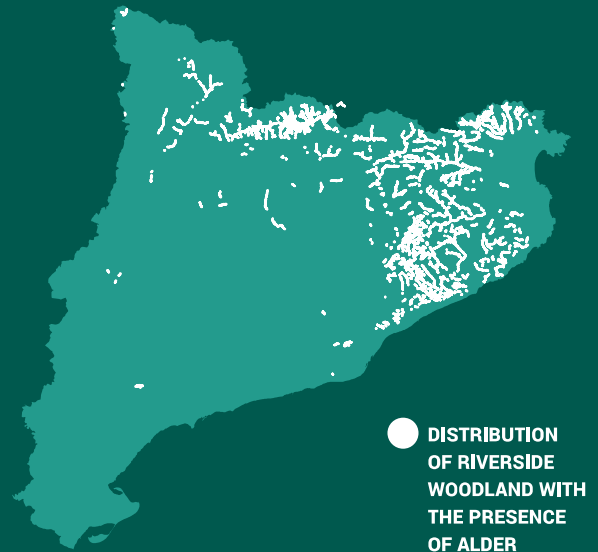 DISTRIBUTION
OF RIVERSIDE
WOODLAND WITH
THE PRESENCE
OF ALDER